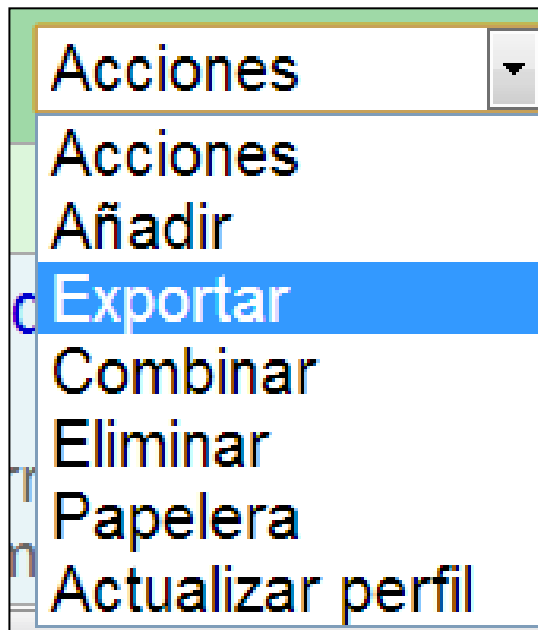 Acciones
Acciones
Añadir
Exportar
Combinar
Eliminar
Papelera
Actualizar perfil